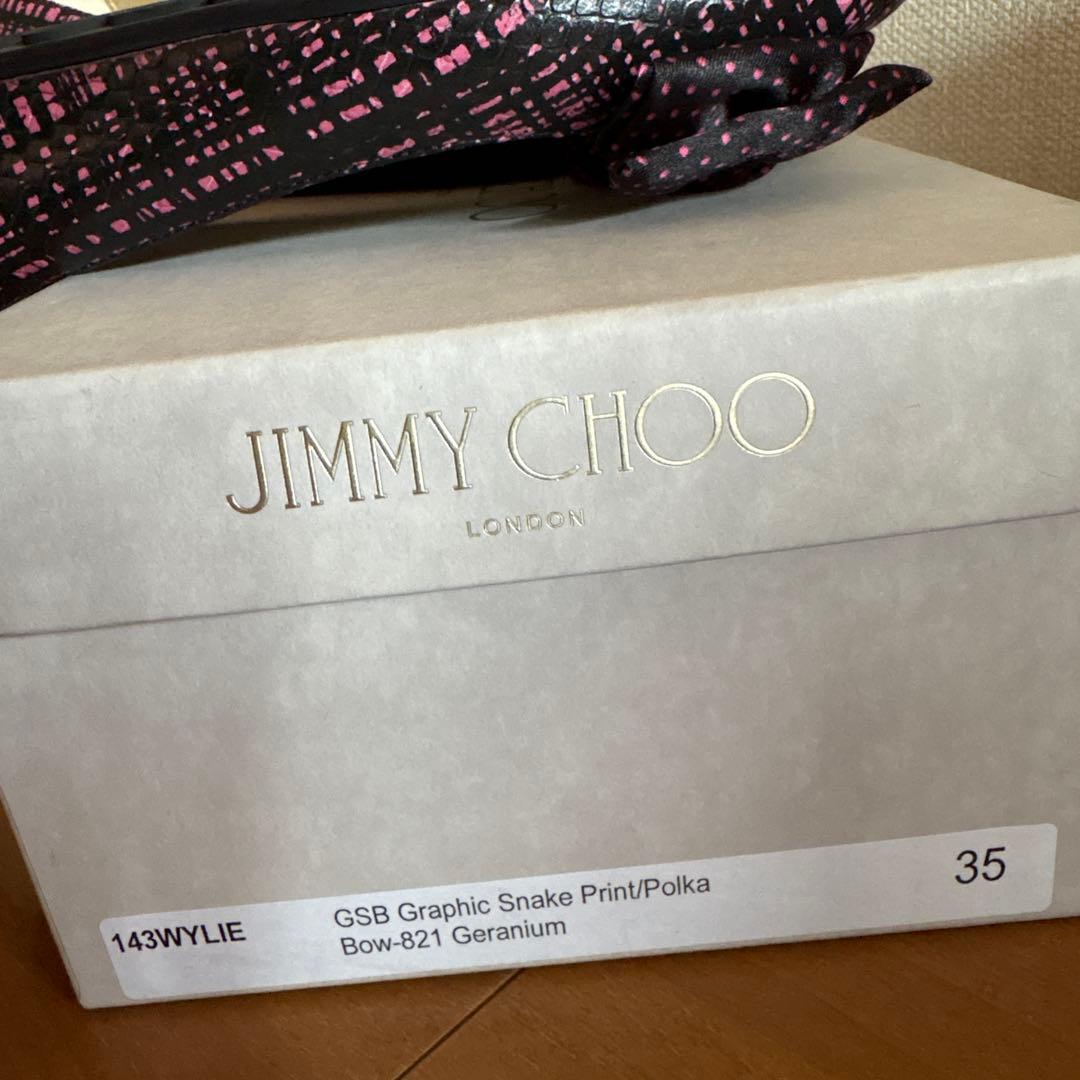 JIMMY CHOO
LONDON
143WYLIE
GSB Graphic Snake Print/Polka
Bow-821 Geranium
35